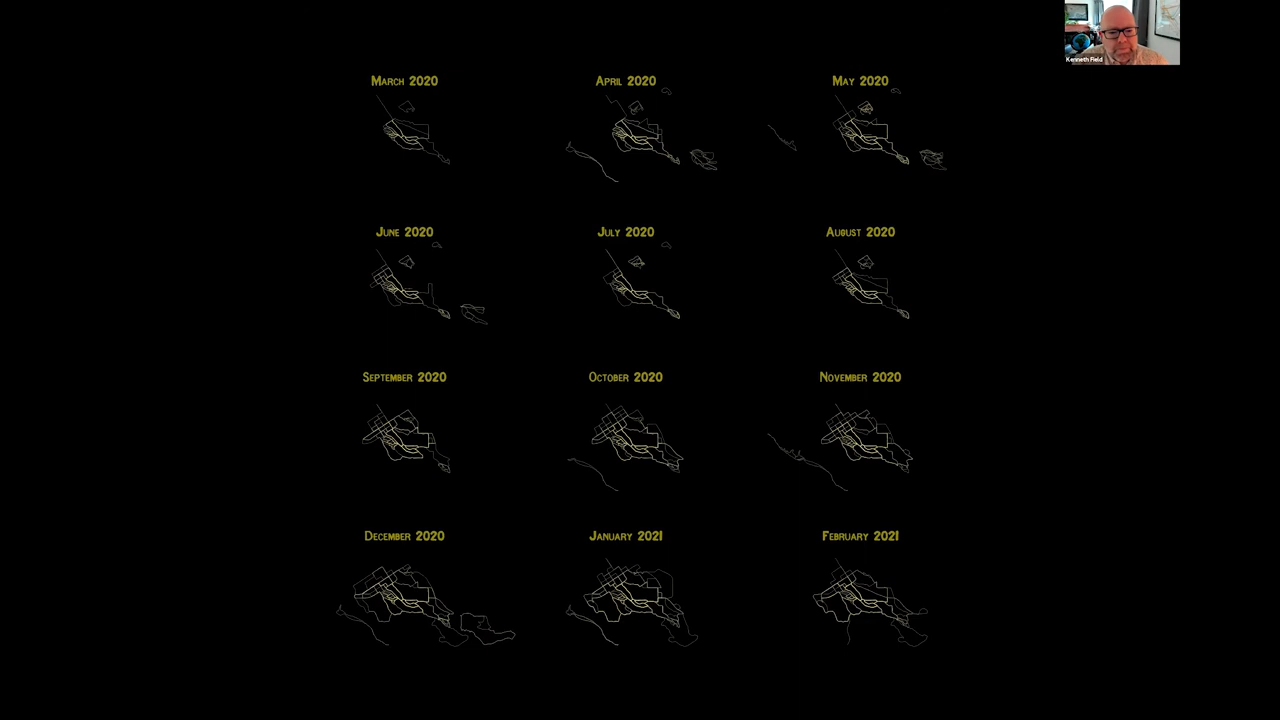 Kenneth Field
March 2020
April 2020
May 2020
June 2020
July 2020
August 2020
September 2020
October 2020
November 2020
December 2020
January 2021
February 2021